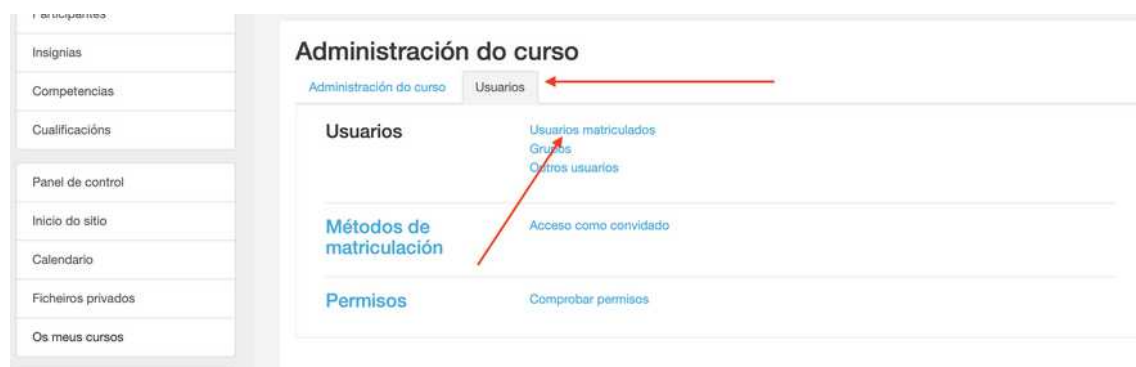 Participantes
Insignias
Competencias
Cualificacións
Panel de control
Inicio do sitio
Calendario
Ficheiros privados
Os meus cursos
Administración do curso
Administración do curso
Usuarios
Usuarios
Usuarios matriculados
Grupos
Outros usuarios
Métodos de
matriculación
Acceso como convidado
Permisos
Comprobar permisos